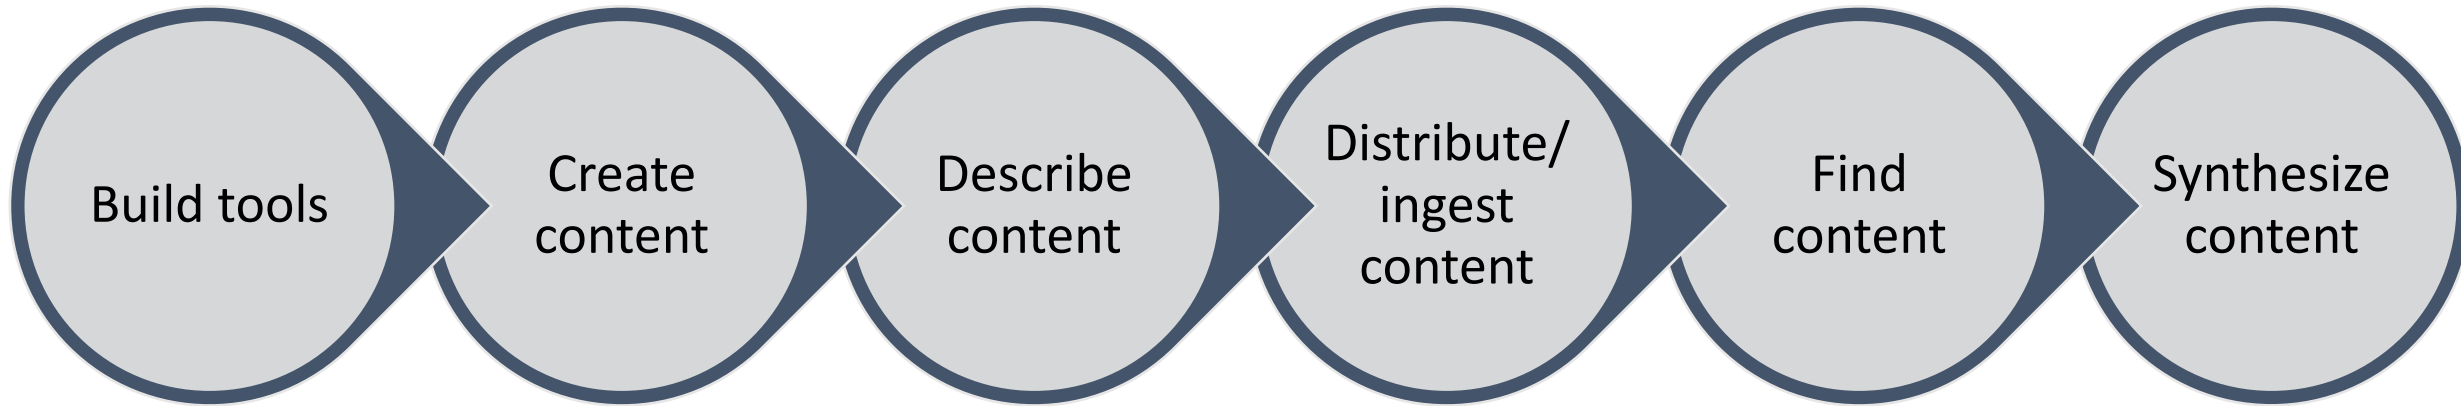 Build tools
Create
content
Describe
content
Distribute/
ingest
content
Find
content
Synthesize
content